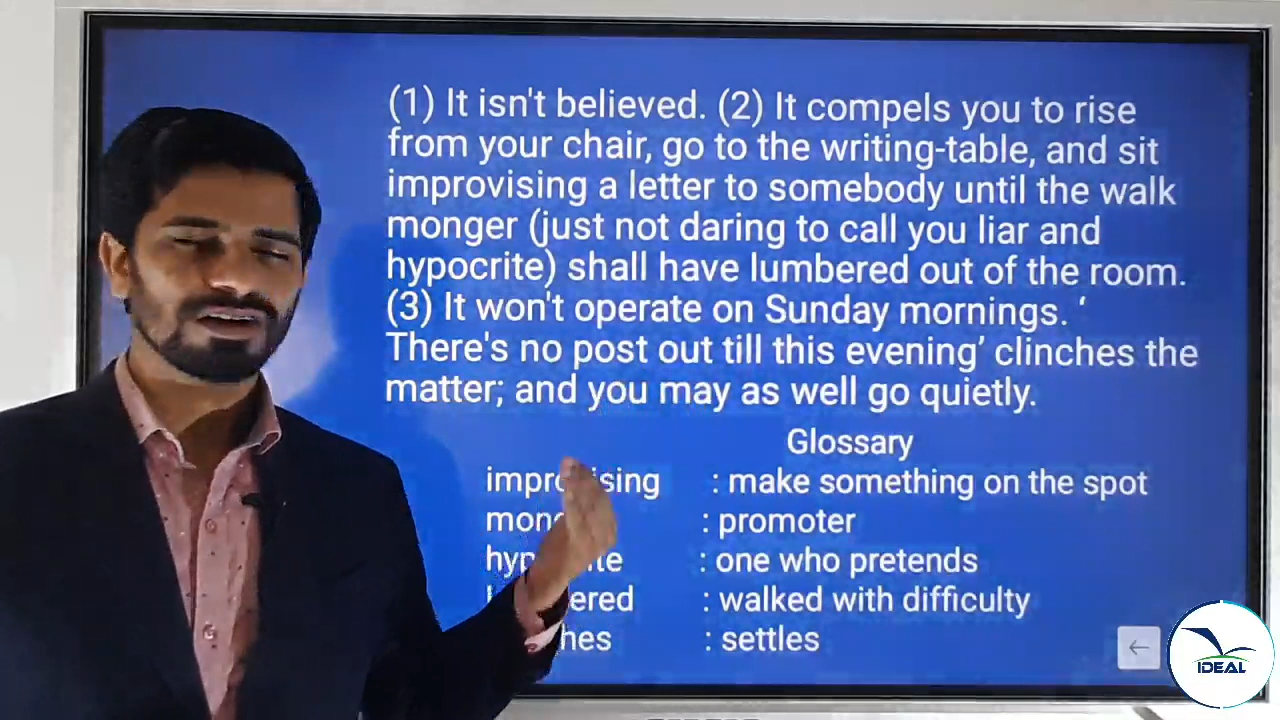 (1) It isn't believed. (2) It compels you to rise
from your chair, go to the writing-table, and sit
improvising a letter to somebody until the walk
monger (just not daring to call you liar and
hypocrite) shall have lumbered out of the room.
(3) It won't operate on Sunday mornings. ‘
There's no post out till this evening’ clinches the
matter; and you may as well go quietly.
Glossary
: make something on the spot
: promoter
: one who pretends
: walked with difficulty
: settles
IDEAL